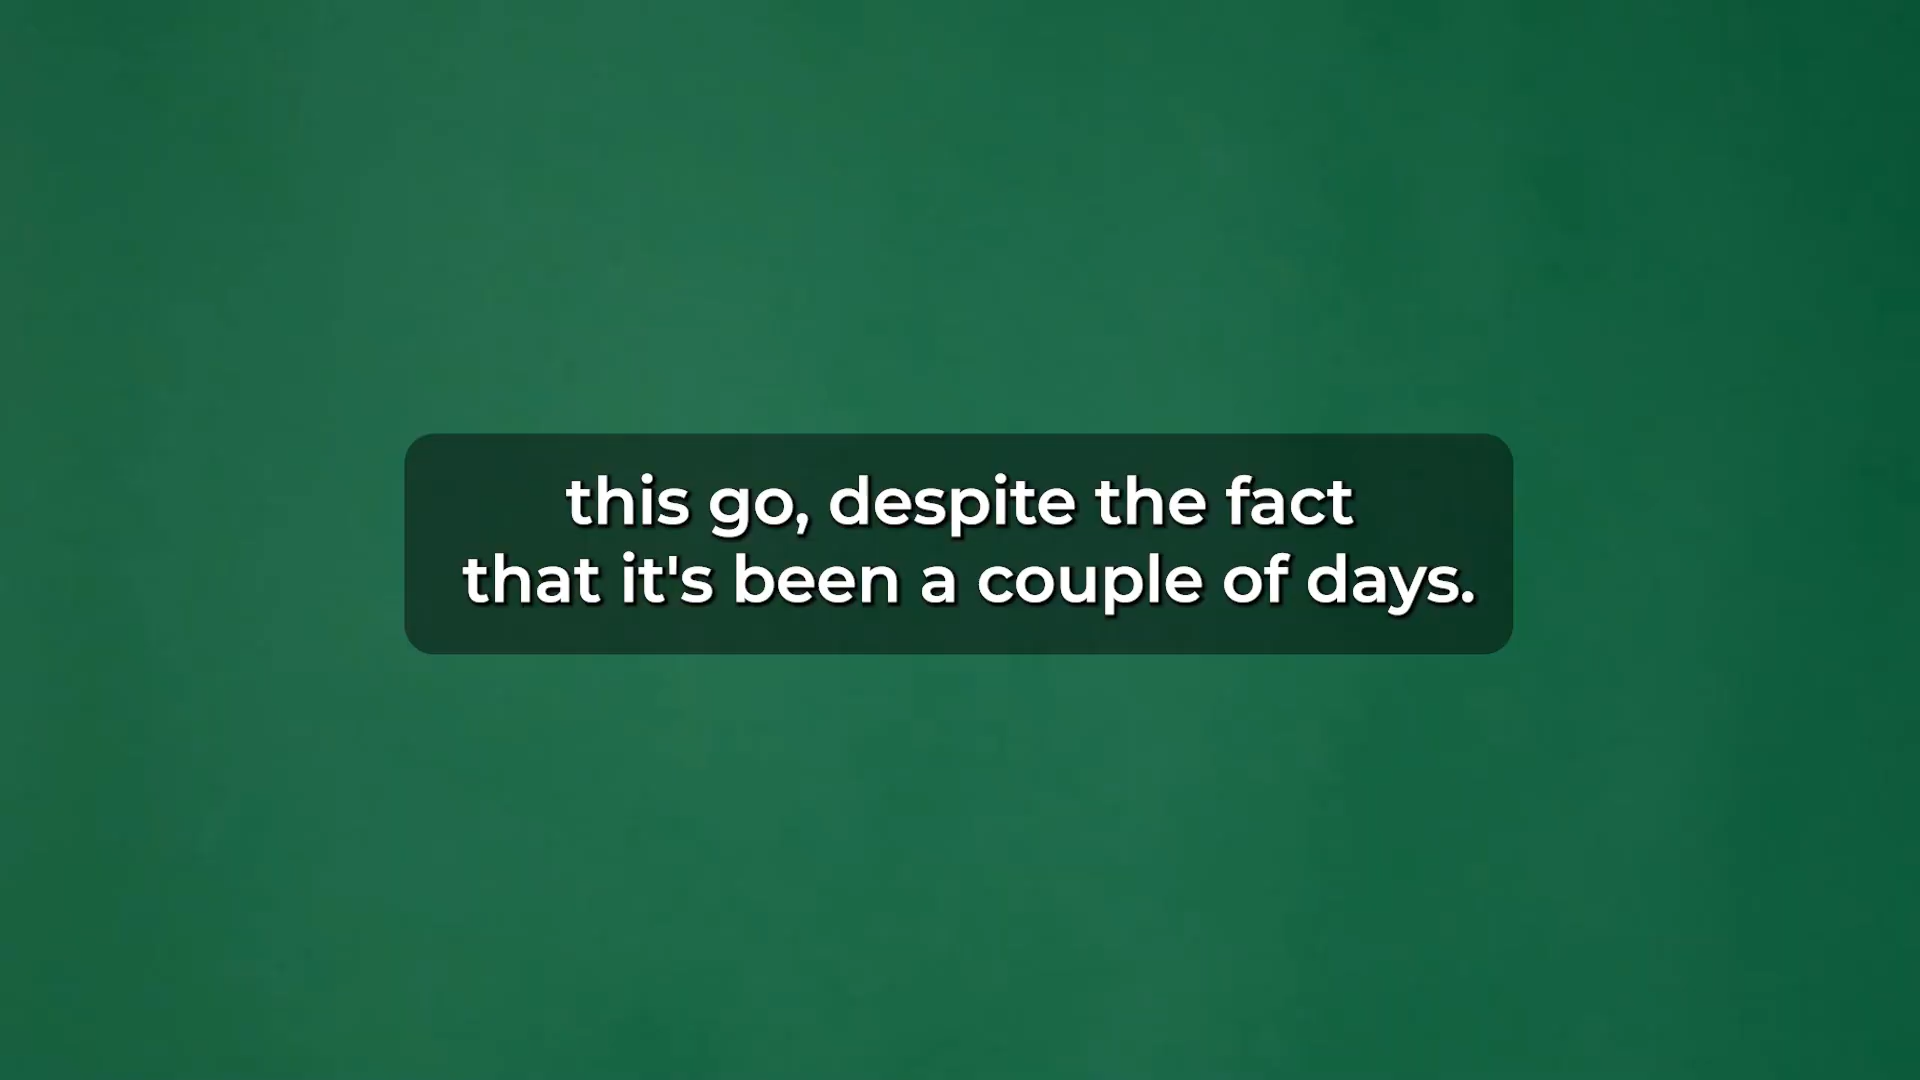 this go, despite the fact
that it's been a couple of days.